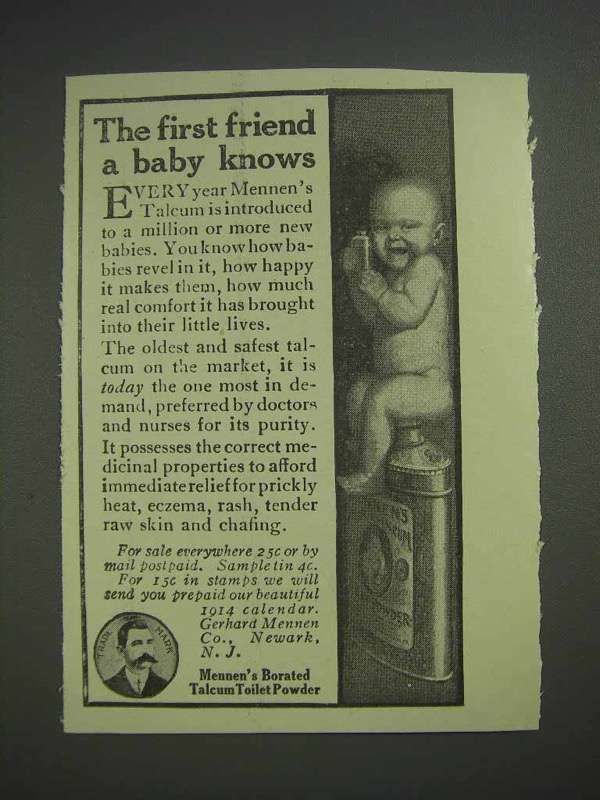 The first friend
a baby knows
EVERY year Mennen's
Talcum is introduced
to a million or more new
babies. You know how ba-
bies revel in it, how happy
it makes them, how much
real comfort it has brought
into their little lives.
The oldest and safest tal-
cum on the market, it is
today the one most in de-
mand, preferred by doctors
and nurses for its purity.
It possesses the correct me-
dicinal properties to afford
immediate relief for prickly
heat, eczema, rash, tender
raw skin and chafing.
For sale everywhere 25c or by
mail postpaid. Sample tin 4c.
For 15c in stamps we will
send you prepaid our beautiful
1914 calendar.
Gerhard Mennen
Co., Newark,
N. J.
TRADE MARK
Mennen's Borated
Talcum Toilet Powder